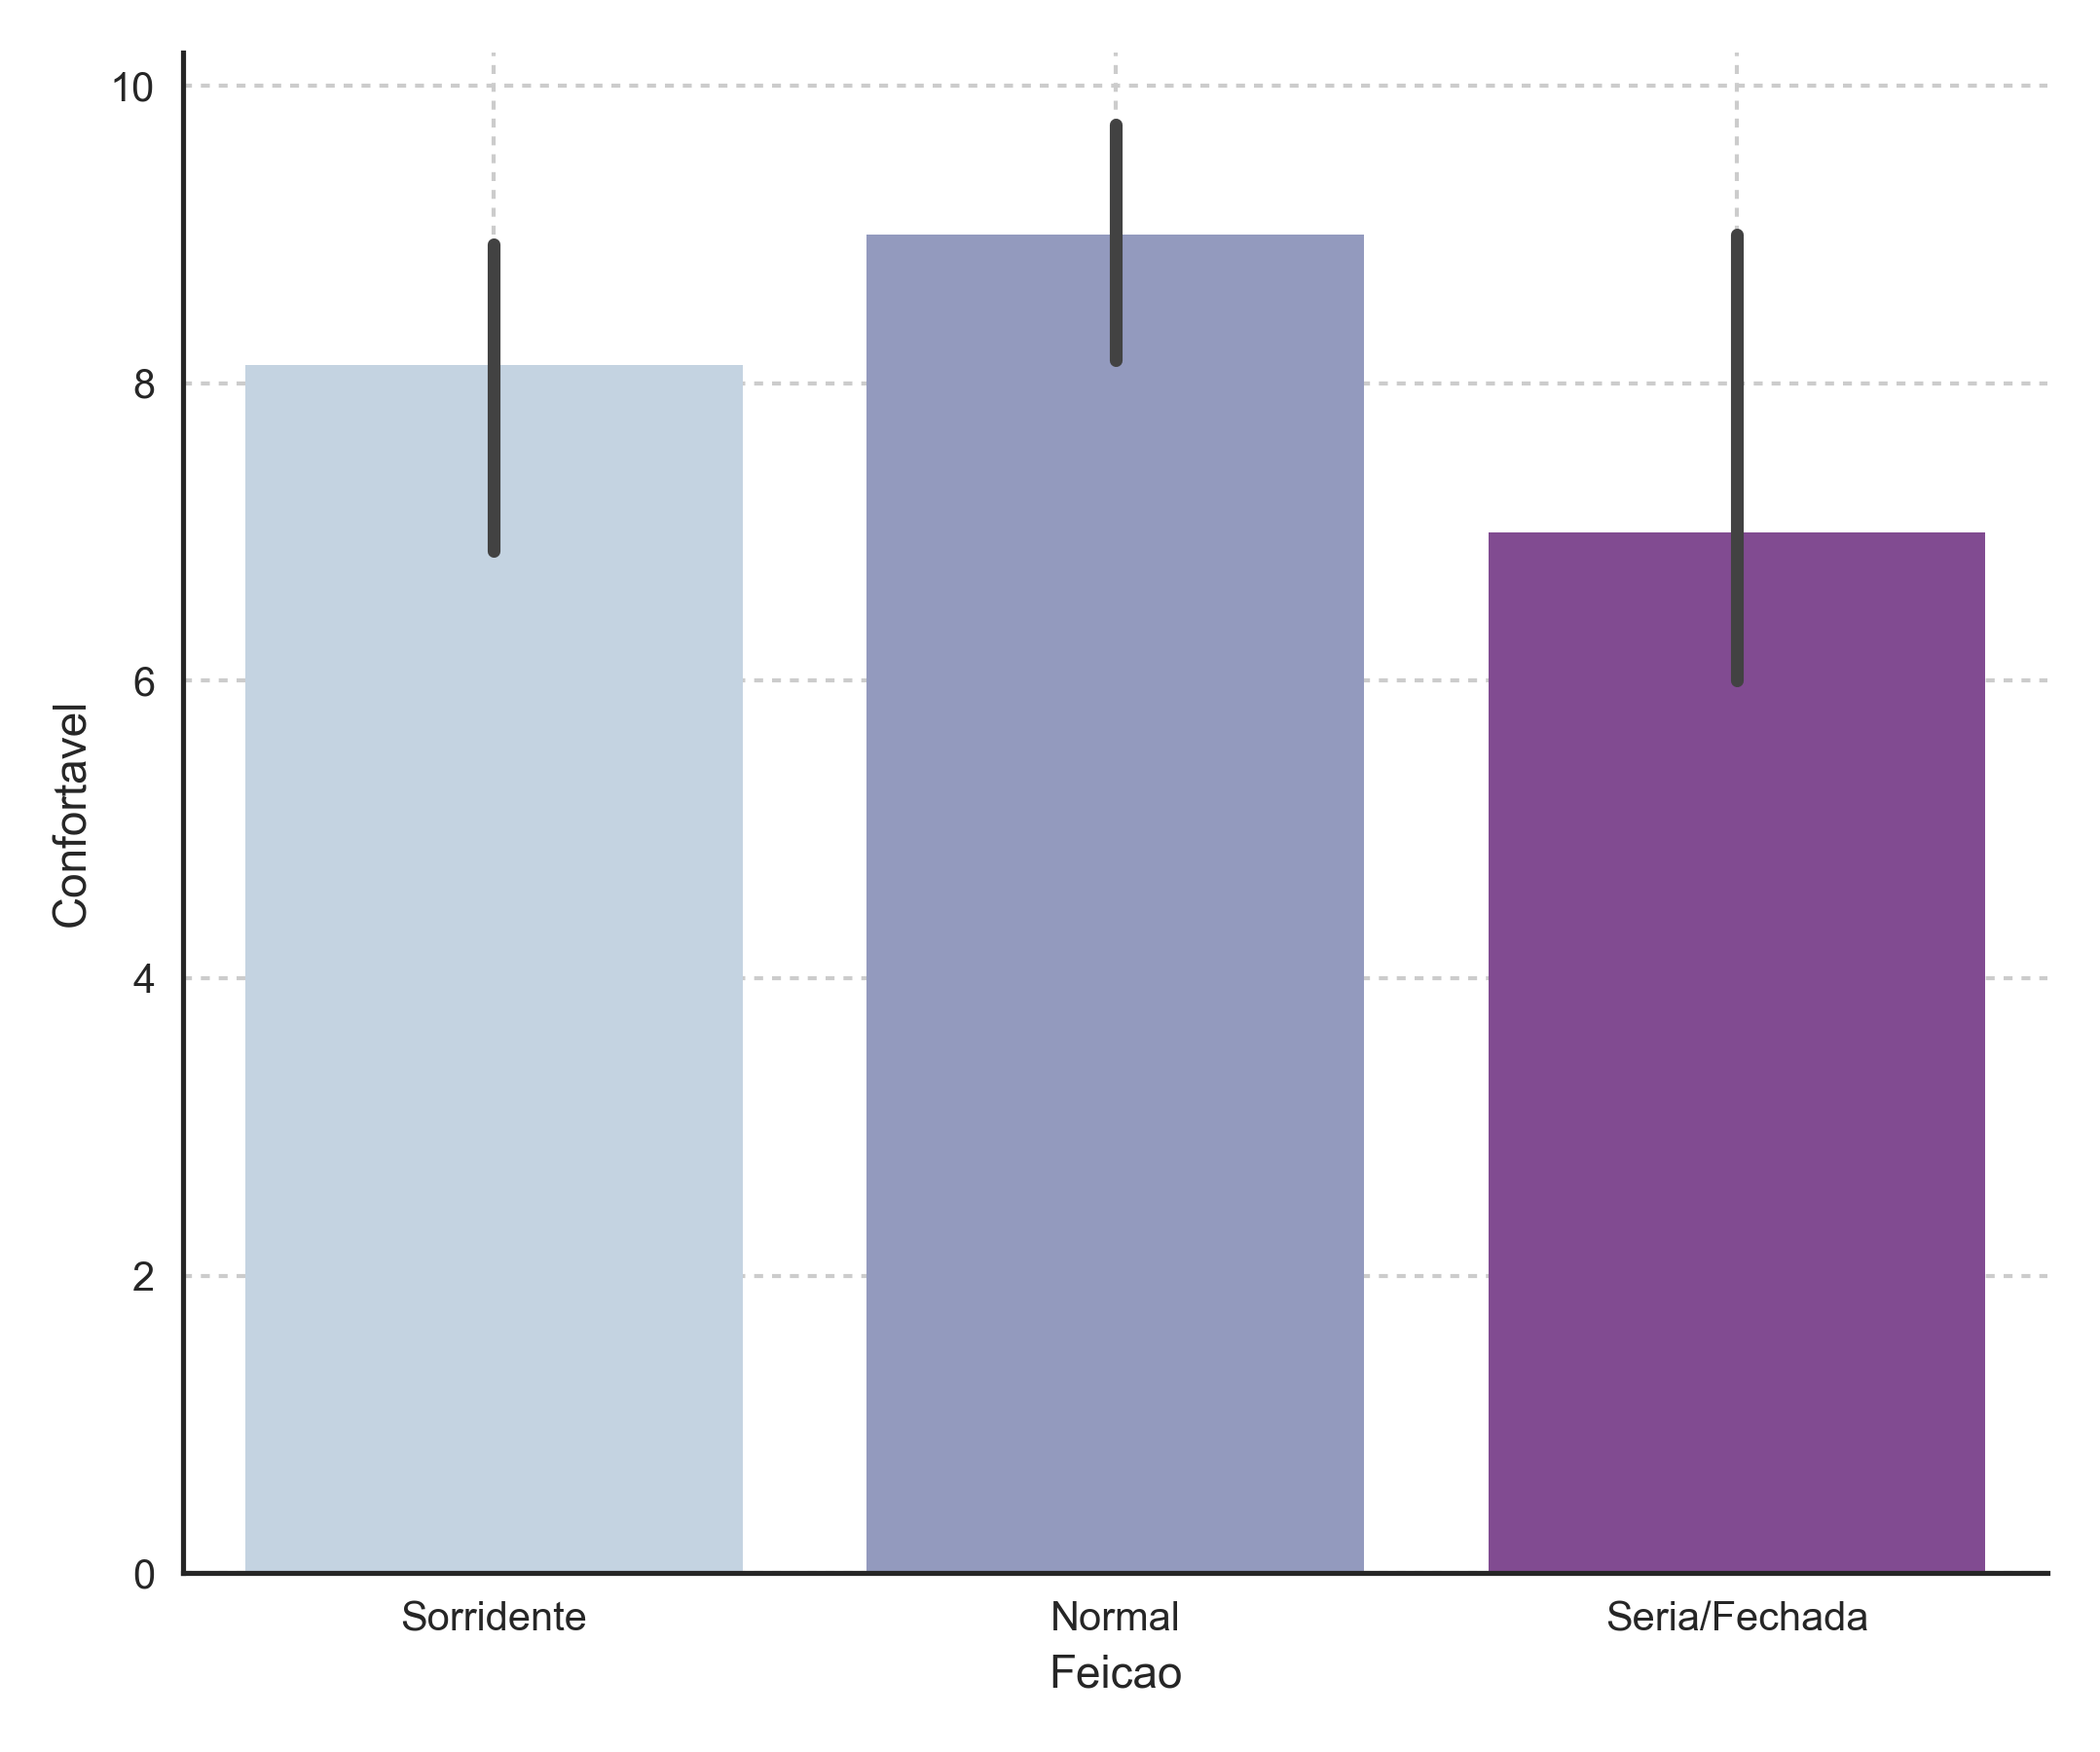 10
8
6
4
2
0
Confortavel
Sorridente
Normal
Seria/Fechada
Feicao